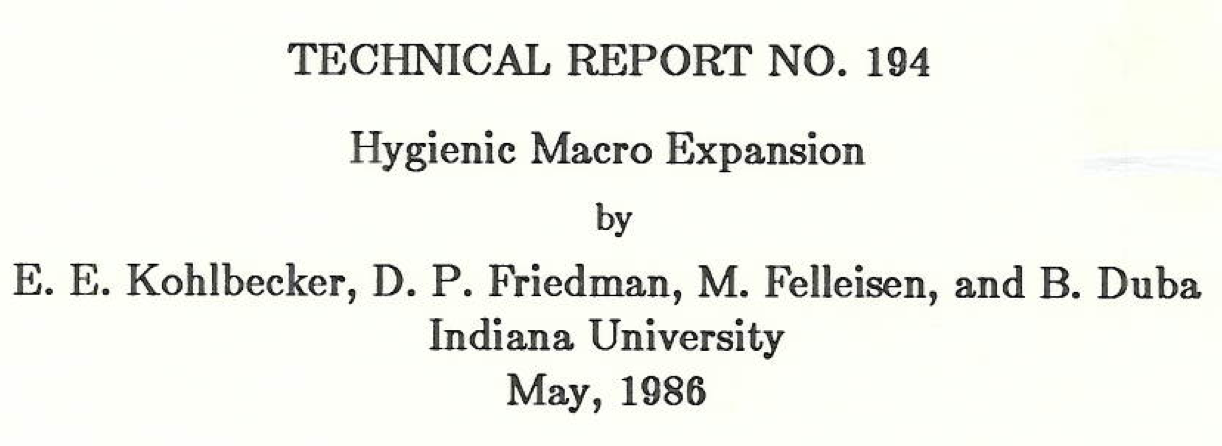 TECHNICAL REPORT NO. 194
Hygienic Macro Expansion
by
E. E. Kohlbecker, D. P. Friedman, M. Felleisen, and B. Duba
Indiana University
May, 1986